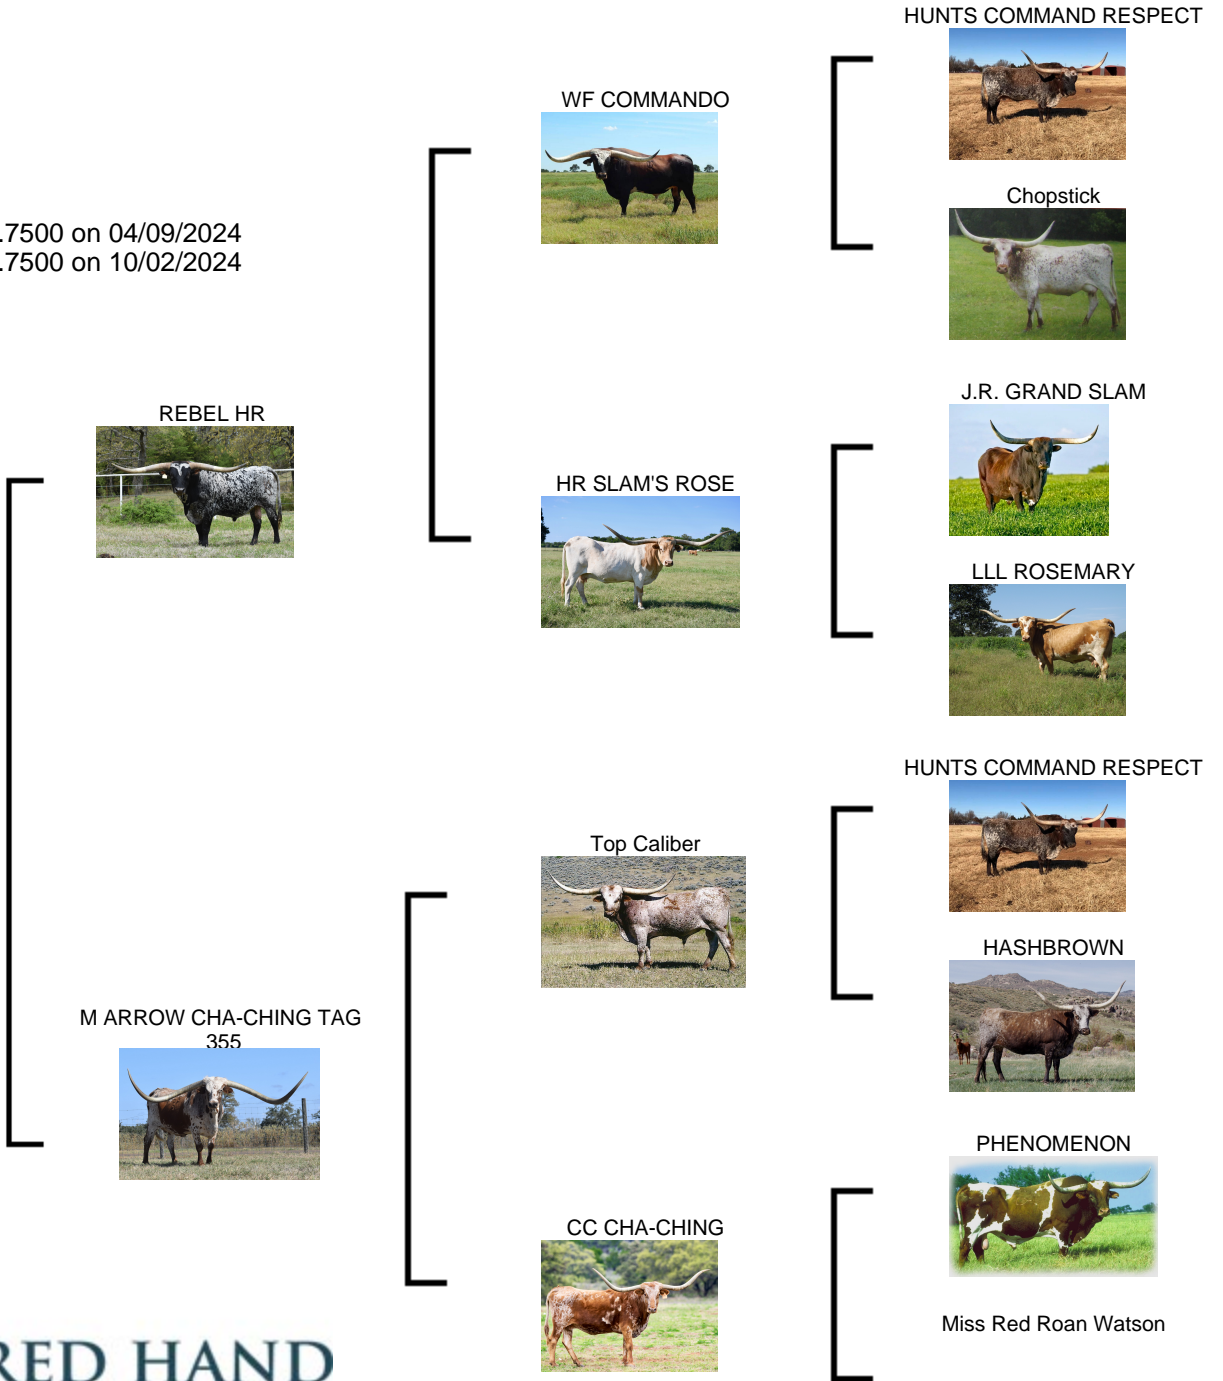 HUNTS COMMAND RESPECT
WF COMMANDO
Chopstick
.7500 on 04/09/2024
.7500 on 10/02/2024
J.R. GRAND SLAM
REBEL HR
HR SLAM'S ROSE
LLL ROSEMARY
HUNTS COMMAND RESPECT
Top Caliber
HASHBROWN
M ARROW CHA-CHING TAG
355
PHENOMENON
CC CHA-CHING
Miss Red Roan Watson
RED HAND